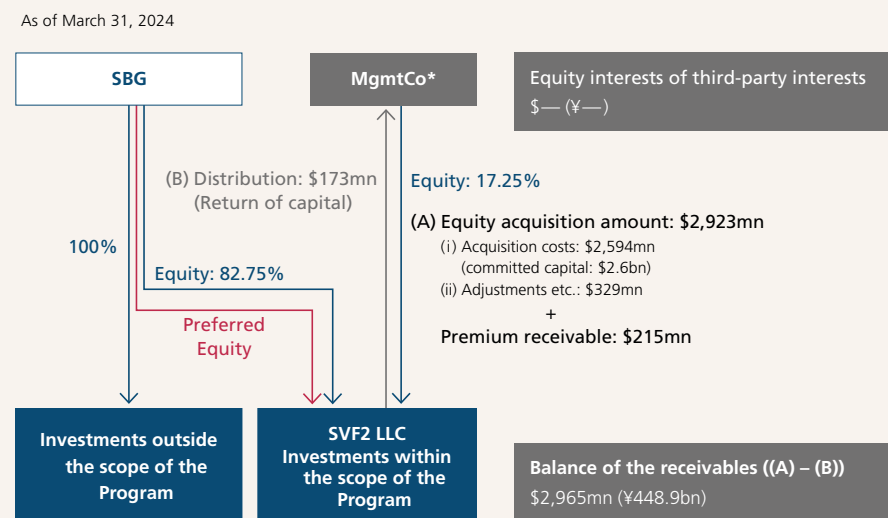 As of March 31, 2024
SBG
MgmtCo*
Equity interests of third-party interests
$— (¥—)
(B) Distribution: $173mn
(Return of capital)
Equity: 17.25%
(A) Equity acquisition amount: $2,923mn
(i) Acquisition costs: $2,594mn
(committed capital: $2.6bn)
(ii) Adjustments etc.: $329mn
+
Premium receivable: $215mn
100%
Equity: 82.75%
Preferred
Equity
Investments outside
the scope of the
Program
SVF2 LLC
Investments within
the scope of the
Program
Balance of the receivables ((A) – (B))
$2,965mn (¥448.9bn)